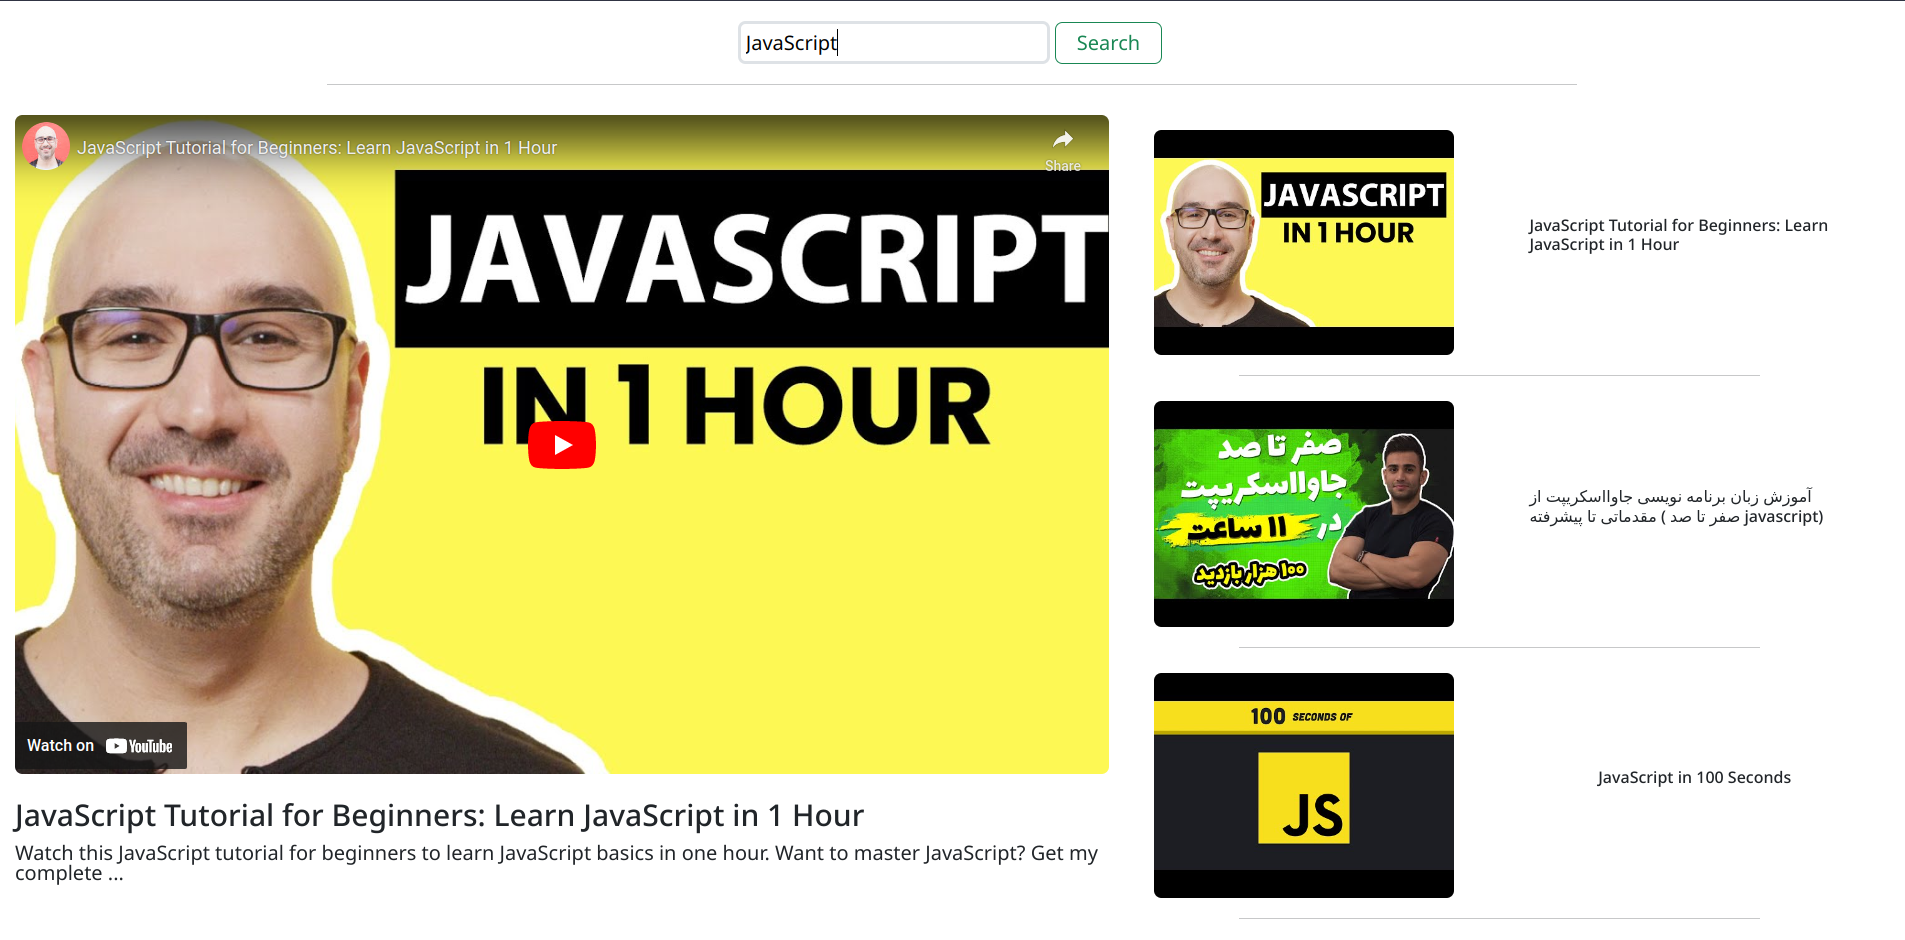 JavaScript
Search
JavaScript Tutorial for Beginners: Learn JavaScript in 1 Hour
Share
JAVASCRIPT
IN 1 HOUR
Watch on YouTube
JavaScript Tutorial for Beginners: Learn JavaScript in 1 Hour
Watch this JavaScript tutorial for beginners to learn JavaScript basics in one hour. Want to master JavaScript? Get my
complete ...
JAVASCRIPT
IN 1 HOUR
JavaScript Tutorial for Beginners: Learn
JavaScript in 1 Hour
صفر تا صد
جاوااسکریپت
در ۱۱ ساعت
۱۰۰ هزار بازدید
آموزش زبان برنامه نویسی جاوااسکریپت از
مقدماتی تا پیشرفته ( صفر تا صد javascript)
100 SECONDS OF
JS
JavaScript in 100 Seconds